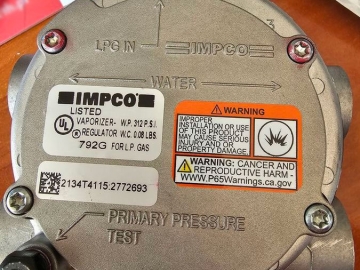 3
LPG IN
IMPCO
WATER
IMPCO
LISTED
VAPORIZER- W.P. 312 P.S.I.
UL REGULATOR W.C 0.08 LBS.
792G FOR L.P. GAS
WARNING
IMPROPER
INSTALLATION OR USE
OF THIS PRODUCT
MAY CAUSE SERIOUS
INJURY AND OR
PROPERTY DAMAGE.
WARNING: CANCER AND
REPRODUCTIVE HARM -
www.P65Warnings.ca.gov
2134T4115:2772693
PRIMARY PRESSURE
TEST